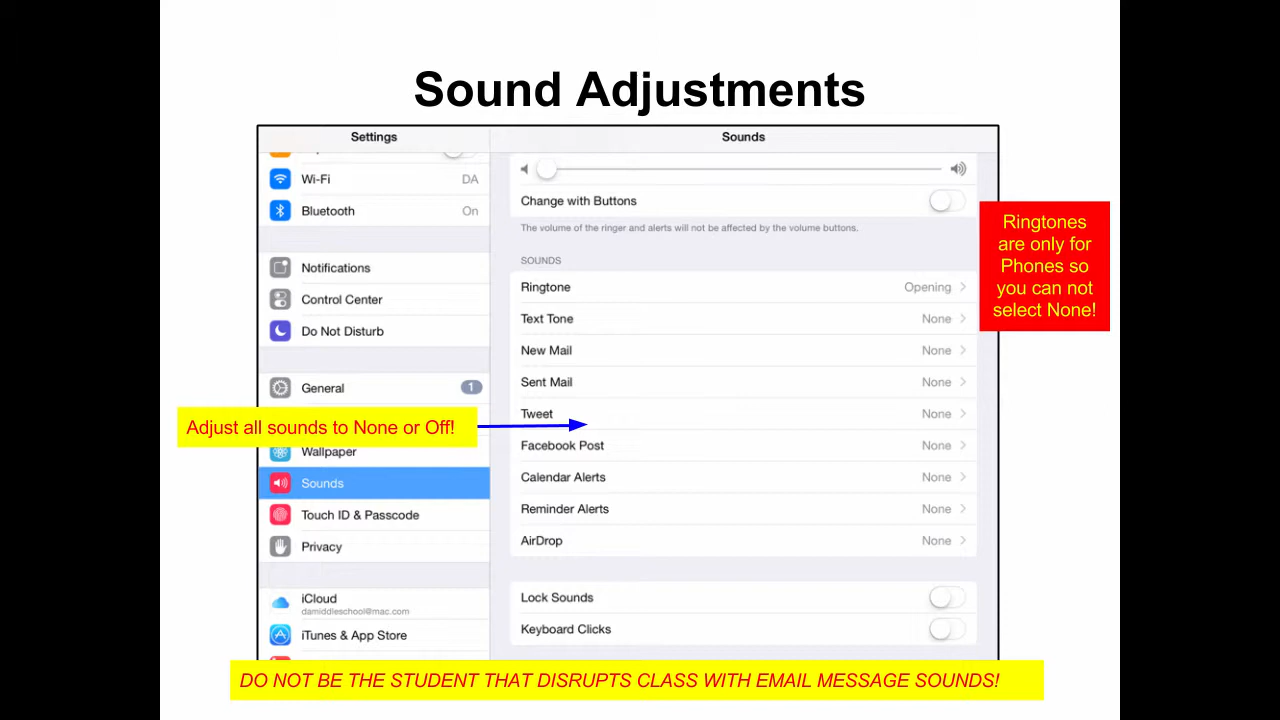 Sound Adjustments
Settings
Sounds
Wi-Fi DA
Bluetooth On
Notifications
Control Center
Do Not Disturb
General 1
Adjust all sounds to None or Off!
Wallpaper
Sounds
Touch ID & Passcode
Privacy
iCloud
damiddleschool@mac.com
iTunes & App Store
Change with Buttons
The volume of the ringer and alerts will not be affected by the volume buttons.
SOUNDS
Ringtone Opening
Text Tone None
New Mail None
Sent Mail None
Tweet None
Facebook Post None
Calendar Alerts None
Reminder Alerts None
AirDrop None
Lock Sounds
Keyboard Clicks
Ringtones
are only for
Phones so
you can not
select None!
DO NOT BE THE STUDENT THAT DISRUPTS CLASS WITH EMAIL MESSAGE SOUNDS!